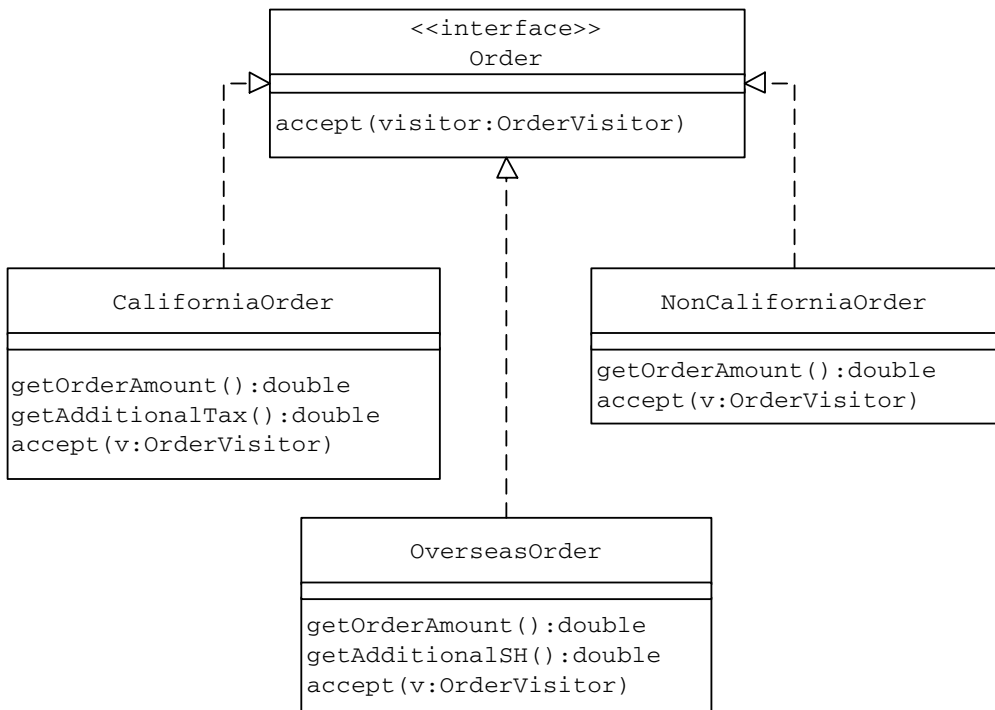 <<interface>>
Order
accept(visitor:OrderVisitor)
CaliforniaOrder
getOrderAmount():double
getAdditionalTax():double
accept(v:OrderVisitor)
NonCaliforniaOrder
getOrderAmount():double
accept(v:OrderVisitor)
OverseasOrder
getOrderAmount():double
getAdditionalSH():double
accept(v:OrderVisitor)